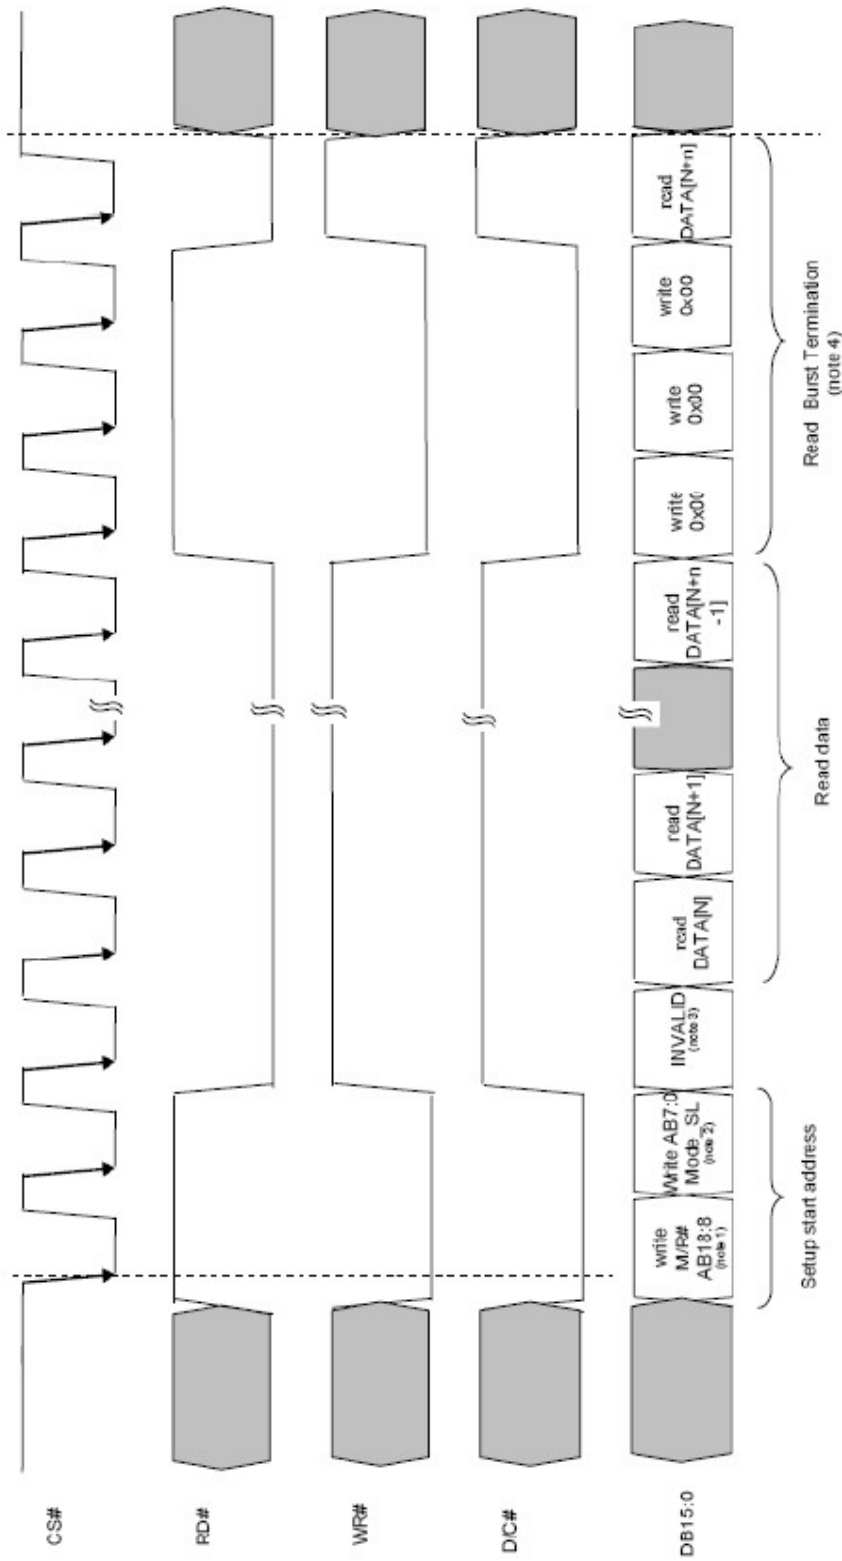 CS#
RD#
WR#
D/C#
DB15:0
write
M/R#
AB18:8
(note 1)
Write AB7:0
Mode_SL
(note 2)
INVALID
(note 3)
read
DATA[N]
read
DATA[N+1]
read
DATA[N+n
-1]
write
0x00
write
0x00
write
0x00
read
DATA[N+n]
Setup start address
Read data
Read Burst Termination
(note 4)